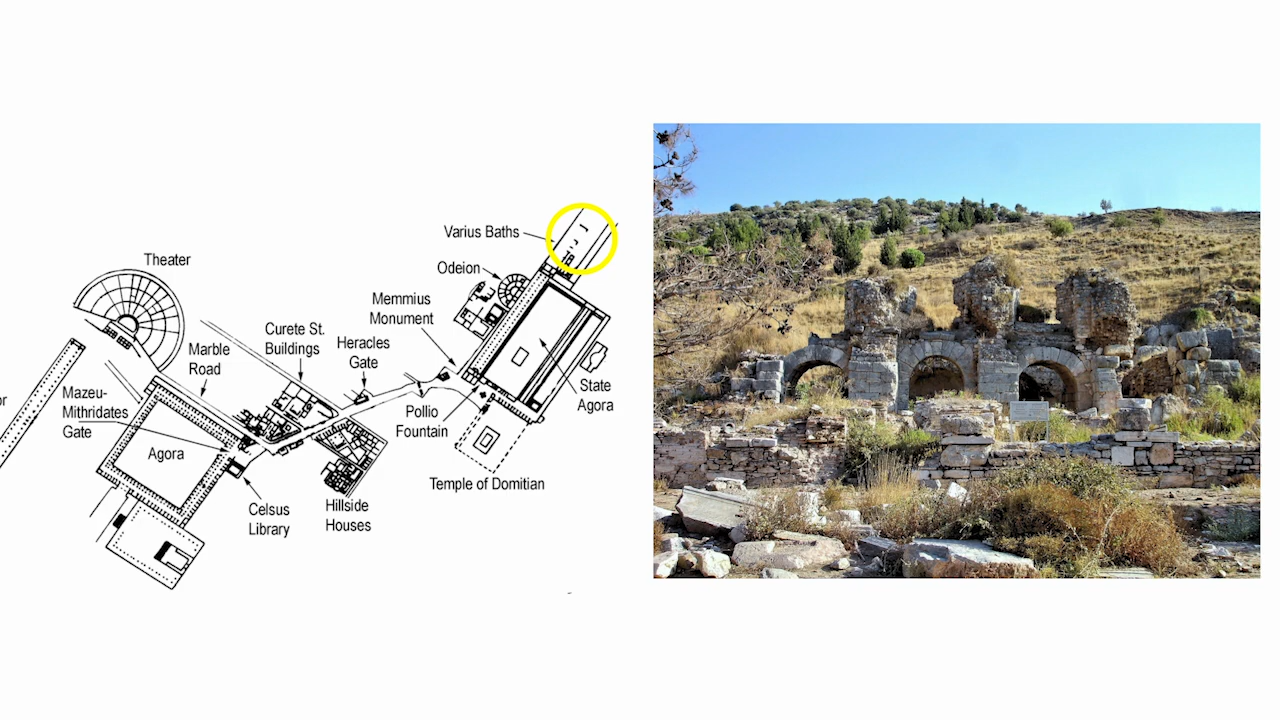 Varius Baths
Theater
Odeion
Memmius
Monument
Curete St.
Buildings
Heracles
Gate
Marble
Road
Mazeu-
Mithridates
Gate
State
Agora
Pollio
Fountain
Agora
Temple of Domitian
Celsus
Library
Hillside
Houses